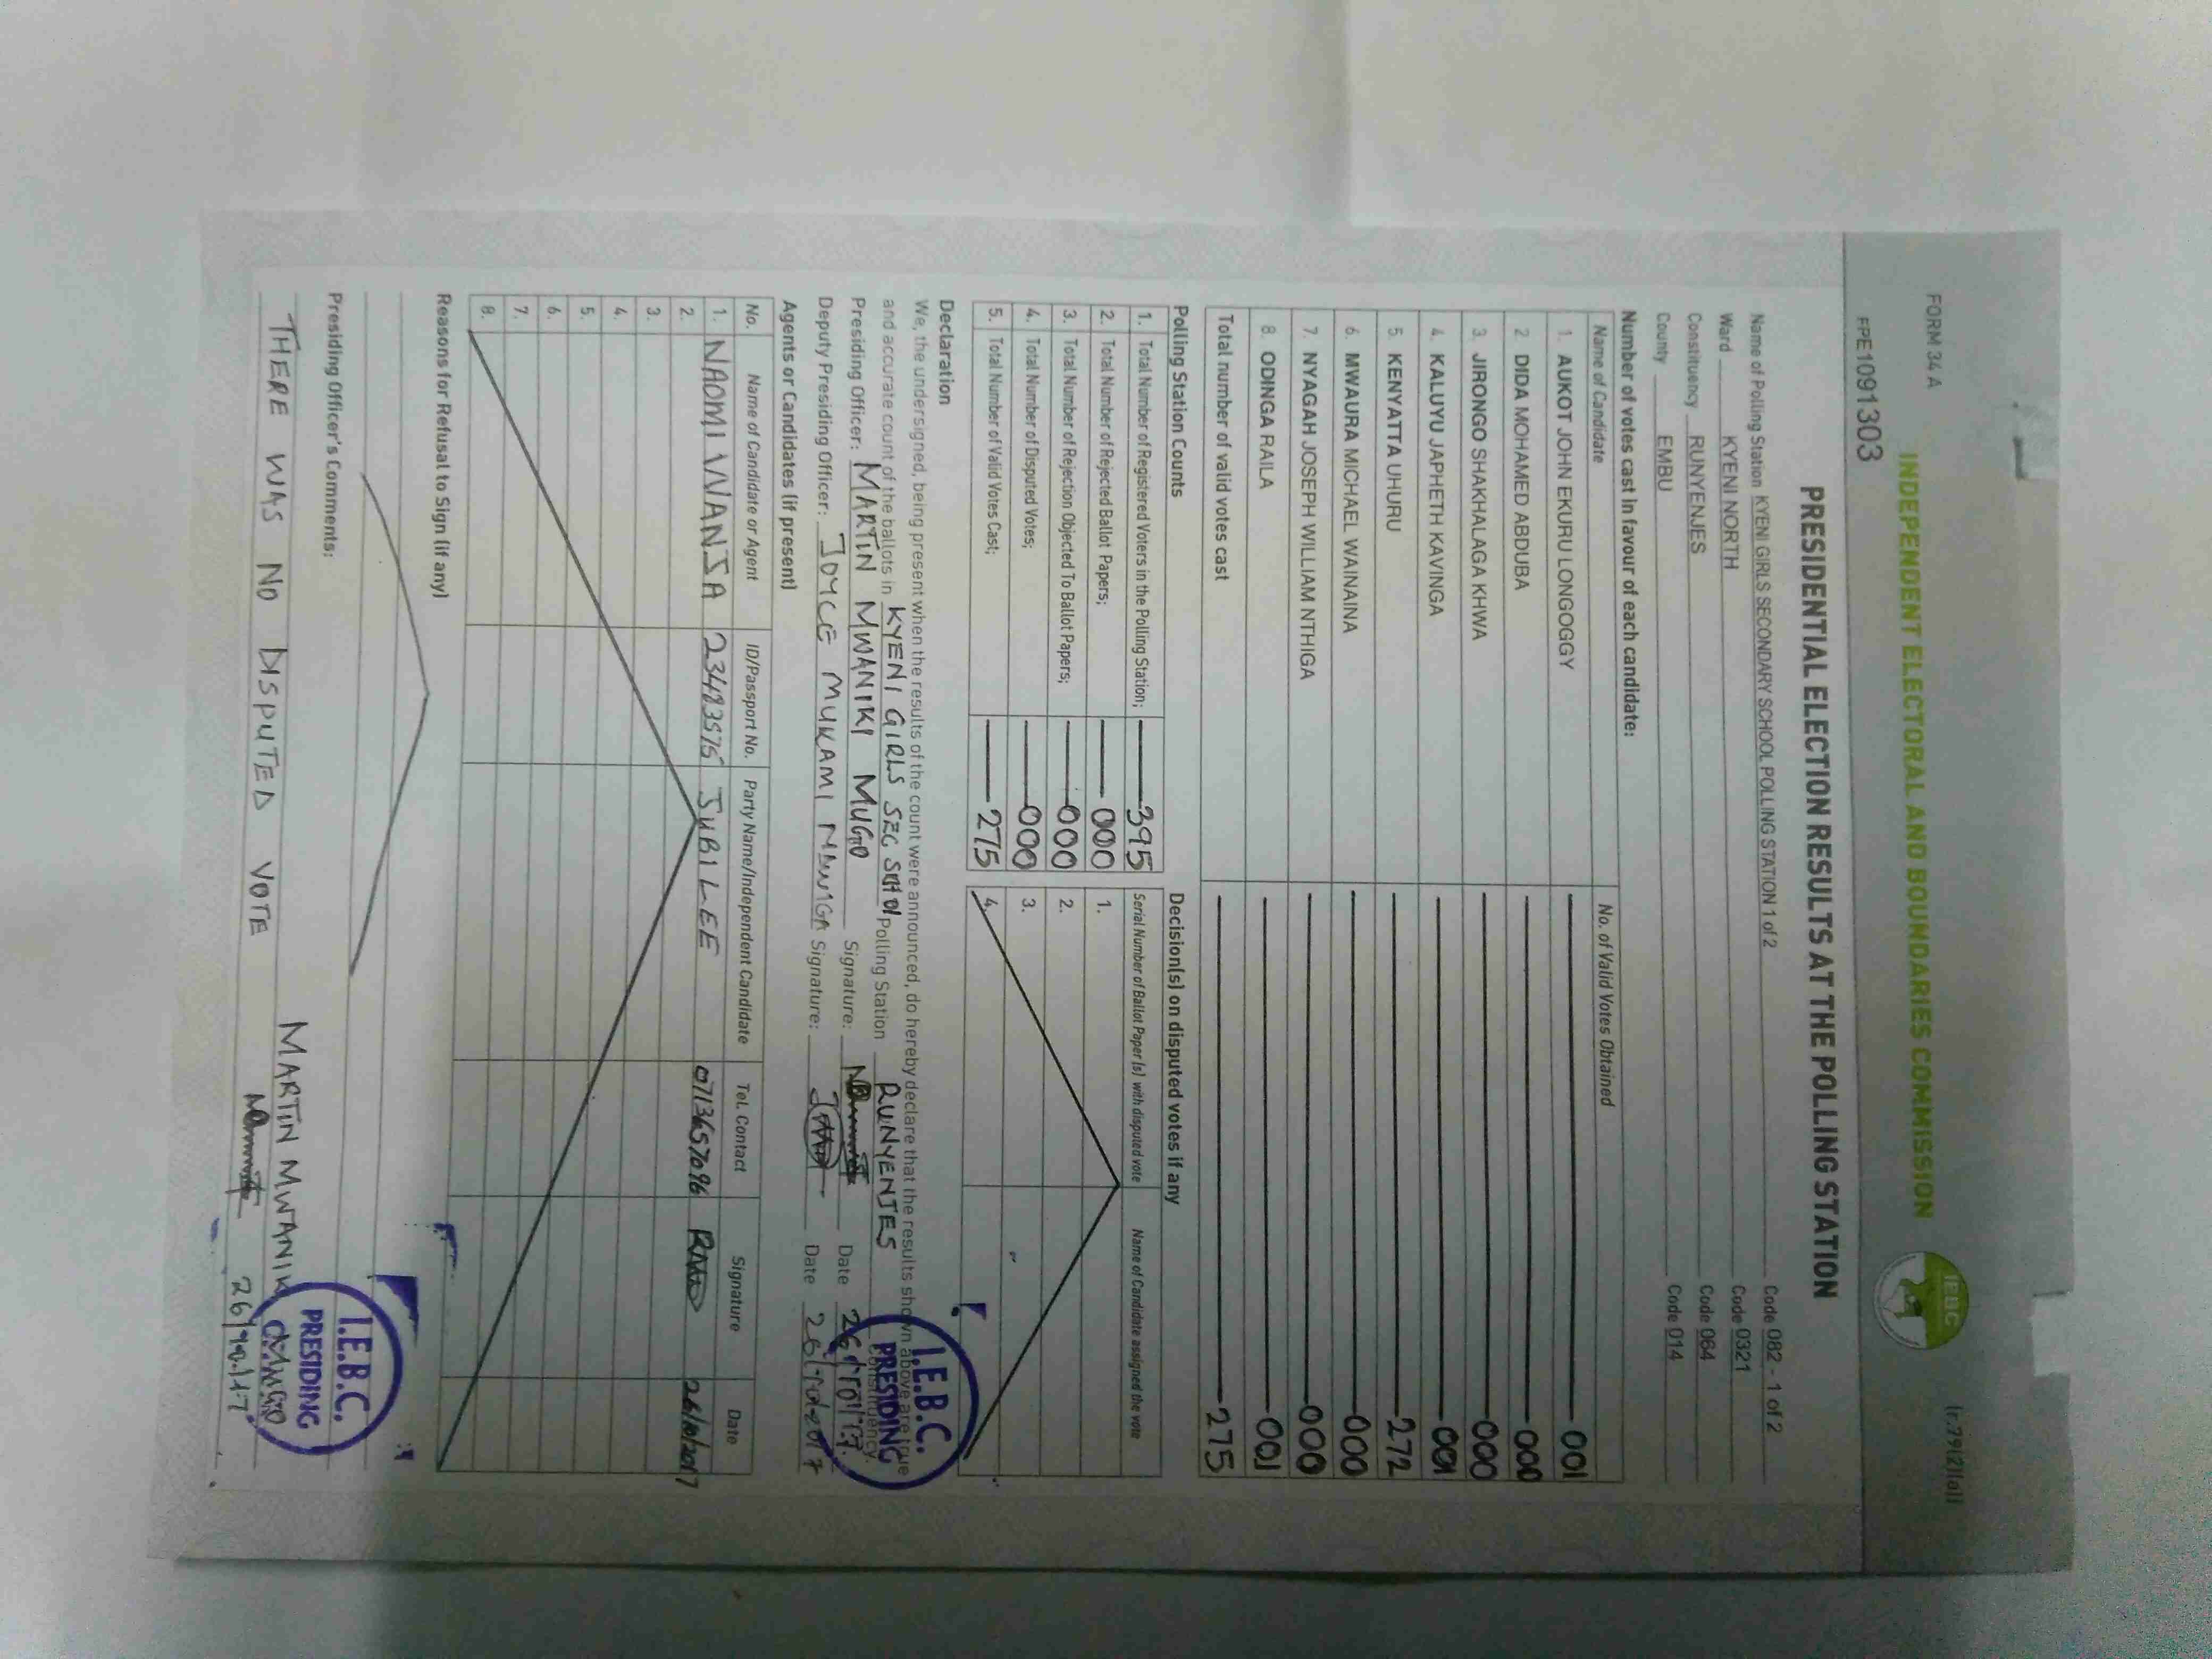 FORM 34 A (r.79(2)(a))
INDEPENDENT ELECTORAL AND BOUNDARIES COMMISSION
IEBC
FPE1091303
PRESIDENTIAL ELECTION RESULTS AT THE POLLING STATION
Name of Polling Station KYENI GIRLS SECONDARY SCHOOL POLLING STATION 1 of 2 Code 082 - 1 of 2
Ward KYENI NORTH Code 0321
Constituency RUNYENJES Code 064
County EMBU Code 014
Number of votes cast in favour of each candidate:
Name of Candidate No. of Valid Votes Obtained
1. AUKOT JOHN EKURU LONGOGGY 001
2 DIDA MOHAMED ABDUBA 000
3. JIRONGO SHAKHALAGA KHWA 000
4. KALUYU JAPHETH KAVINGA 001
5. KENYATTA UHURU 272
6. MWAURA MICHAEL WAINAINA 000
7. NYAGAH JOSEPH WILLIAM NTHIGA 000
8. ODINGA RAILA 001
Total number of valid votes cast 275
Polling Station Counts
1. Total Number of Registered Voters in the Polling Station; 395
2. Total Number of Rejected Ballot Papers; 000
3. Total Number of Rejection Objected To Ballot Papers; 000
4. Total Number of Disputed Votes; 000
5. Total Number of Valid Votes Cast; 275
Decision(s) on disputed votes if any
Serial Number of Ballot Paper (s) with disputed vote Name of Candidate assigned the vote
1.
2.
3.
4.
Declaration
We, the undersigned, being present when the results of the count were announced, do hereby declare that the results shown above are true
and accurate count of the ballots in KYENI GIRLS SEC SCHOOL Polling Station RUNYENJES Constituency.
Presiding Officer: MARTIN MWANIKI MUGO Signature: Date 26/10/17.
Deputy Presiding Officer: JOYCE MUKAMI Signature: Date 26/10/2017
I.E.B.C.
PRESIDING
Agents or Candidates (if present)
No. Name of Candidate or Agent ID/Passport No. Party Name/Independent Candidate Tel. Contact Signature Date
1. NAOMI WANJA 23483575 JUBILEE 0713657096 26/10/2017
2.
3.
4.
5.
6.
7.
8.
Reasons for Refusal to Sign (if any)
Presiding Officer's Comments:
THERE WAS NO DISPUTED VOTE MARTIN MWANIKI
26/10/17
I.E.B.C.
PRESIDING